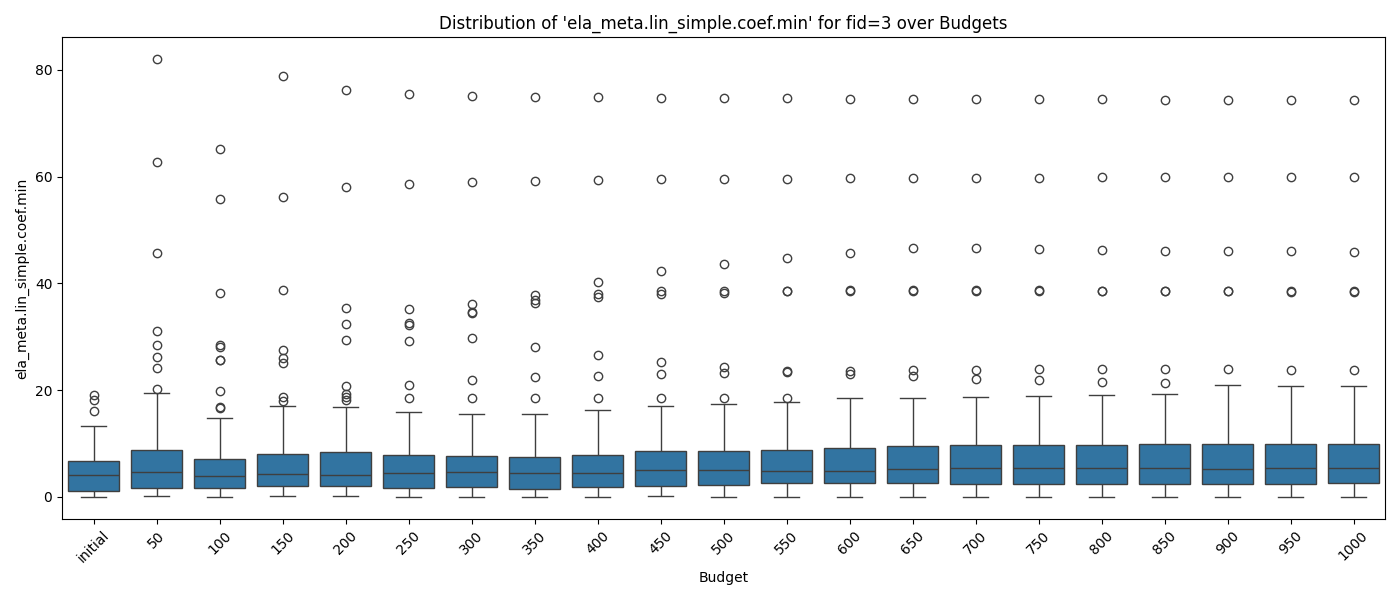 Distribution of 'ela_meta.lin_simple.coef.min' for fid=3 over Budgets
ela_meta.lin_simple.coef.min
80
60
40
20
0
initial 50 100 150 200 250 300 350 400 450 500 550 600 650 700 750 800 850 900 950 1000
Budget